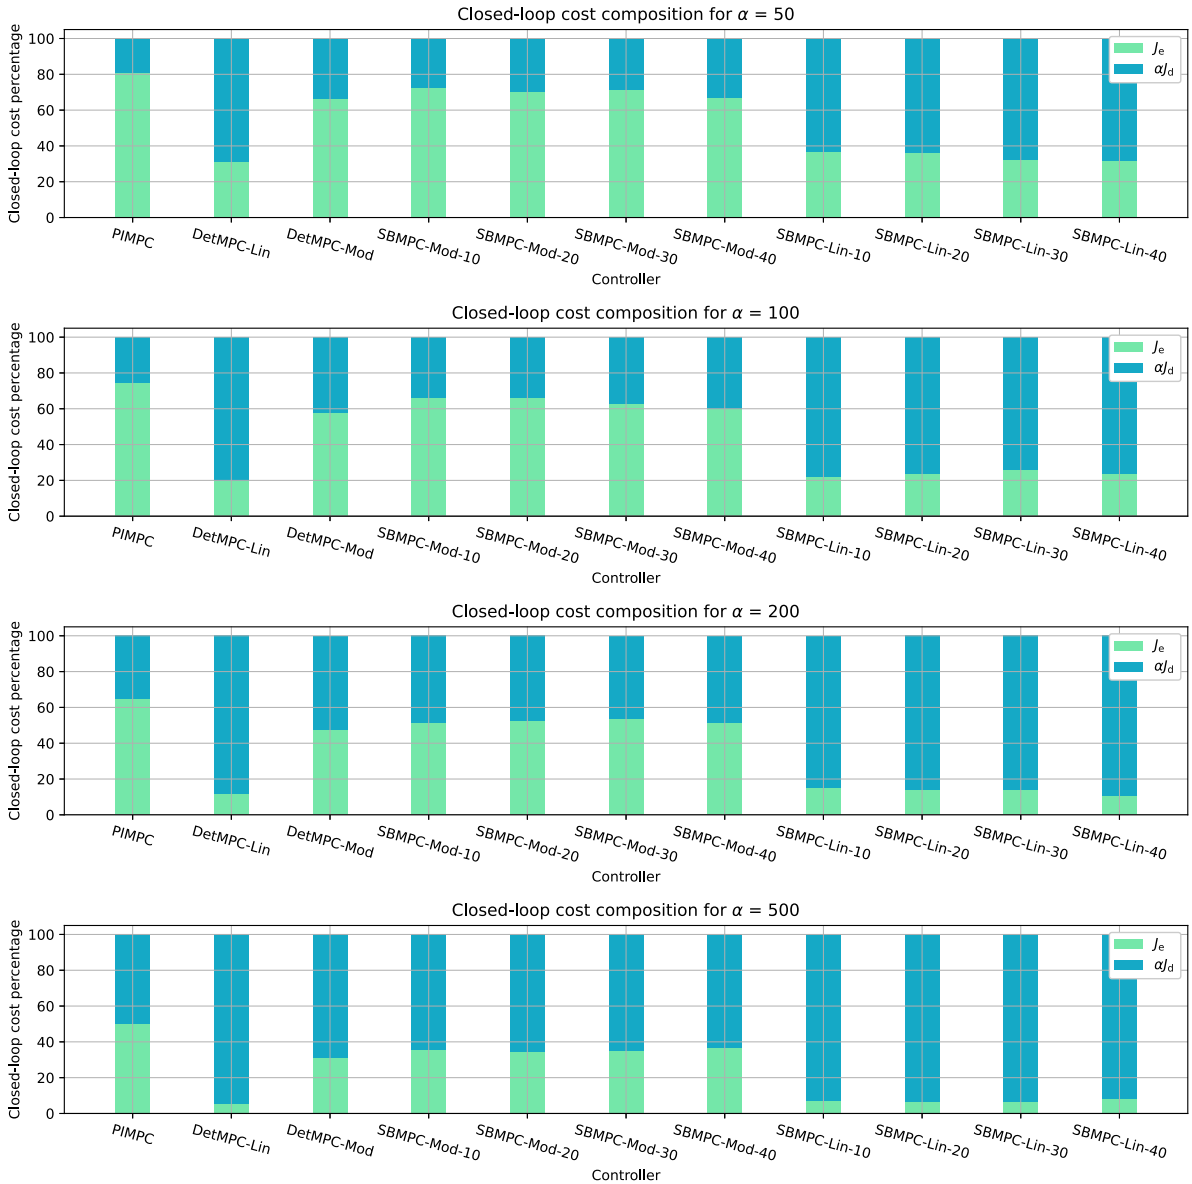 Closed-loop cost composition for α = 50
Closed-loop cost percentage
100
80
60
40
20
0
Jₑ
αJd
PIMPC
DetMPC-Lin
DetMPC-Mod
SBMPC-Mod-10
SBMPC-Mod-20
SBMPC-Mod-30
SBMPC-Mod-40
SBMPC-Lin-10
SBMPC-Lin-20
SBMPC-Lin-30
SBMPC-Lin-40
Controller
Closed-loop cost composition for α = 100
Closed-loop cost percentage
100
80
60
40
20
0
Jₑ
αJd
PIMPC
DetMPC-Lin
DetMPC-Mod
SBMPC-Mod-10
SBMPC-Mod-20
SBMPC-Mod-30
SBMPC-Mod-40
SBMPC-Lin-10
SBMPC-Lin-20
SBMPC-Lin-30
SBMPC-Lin-40
Controller
Closed-loop cost composition for α = 200
Closed-loop cost percentage
100
80
60
40
20
0
Jₑ
αJd
PIMPC
DetMPC-Lin
DetMPC-Mod
SBMPC-Mod-10
SBMPC-Mod-20
SBMPC-Mod-30
SBMPC-Mod-40
SBMPC-Lin-10
SBMPC-Lin-20
SBMPC-Lin-30
SBMPC-Lin-40
Controller
Closed-loop cost composition for α = 500
Closed-loop cost percentage
100
80
60
40
20
0
Jₑ
αJd
PIMPC
DetMPC-Lin
DetMPC-Mod
SBMPC-Mod-10
SBMPC-Mod-20
SBMPC-Mod-30
SBMPC-Mod-40
SBMPC-Lin-10
SBMPC-Lin-20
SBMPC-Lin-30
SBMPC-Lin-40
Controller